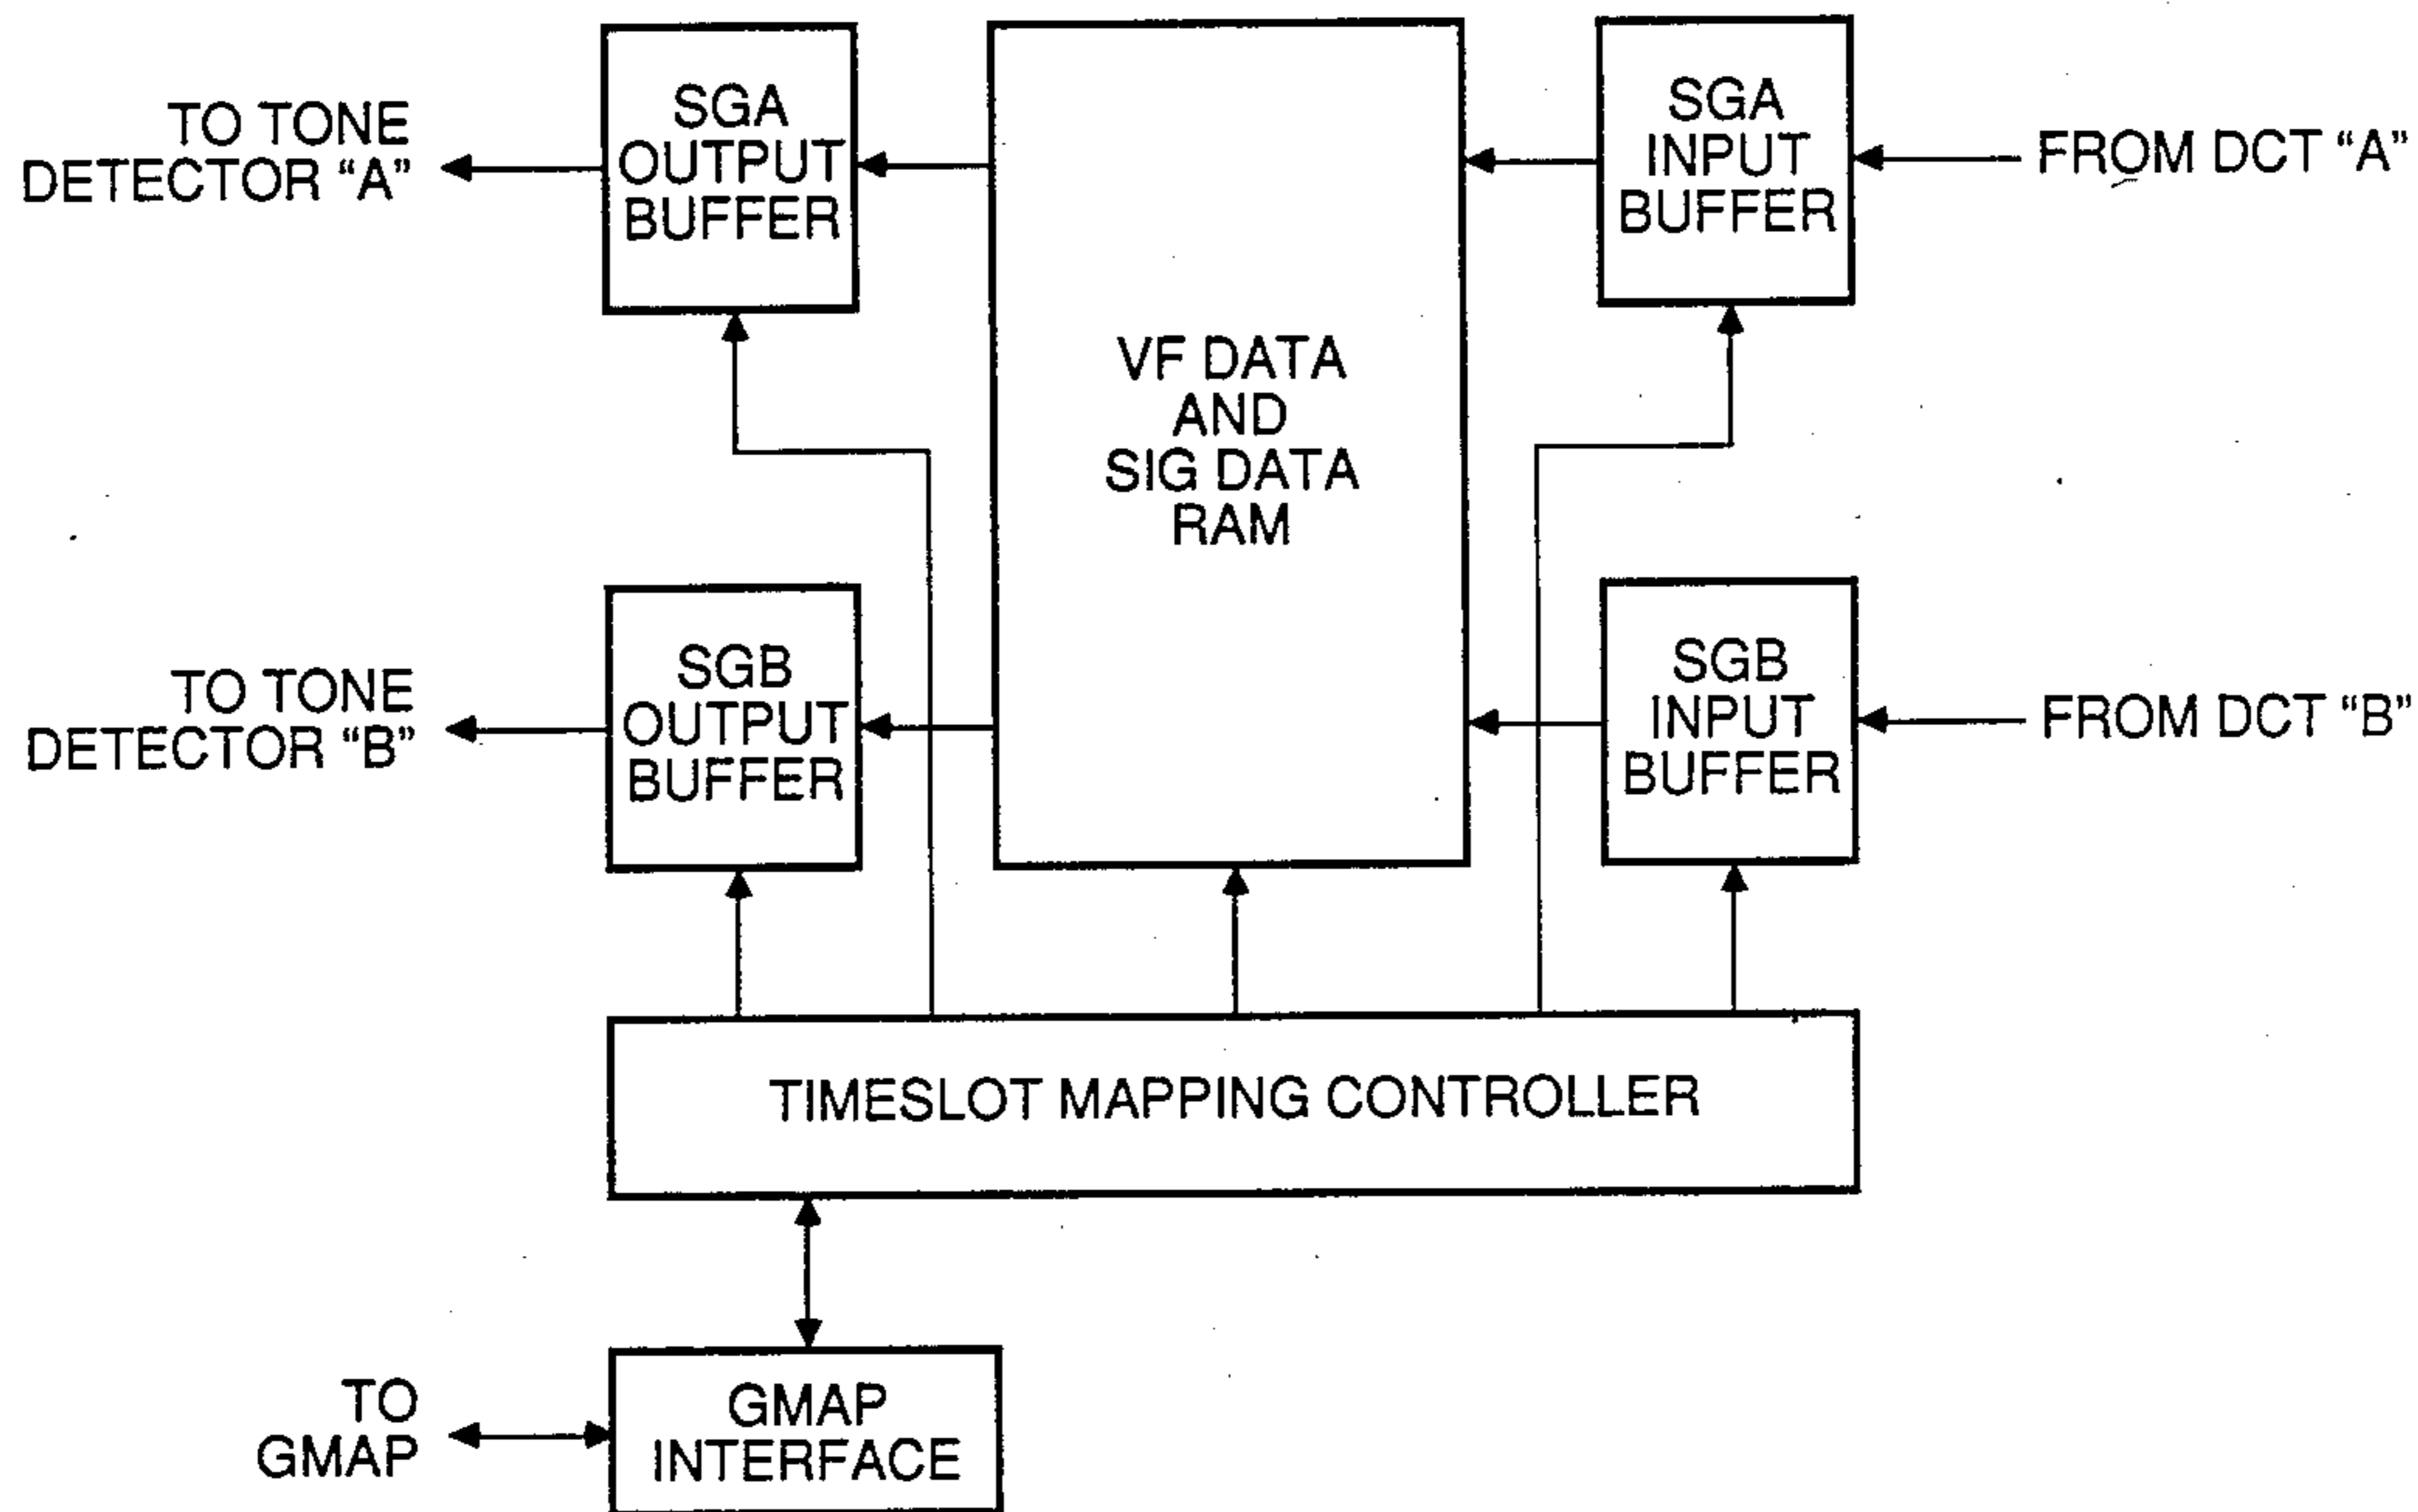 TO TONE
DETECTOR “A”
SGA
OUTPUT
BUFFER
VF DATA
AND
SIG DATA
RAM
SGA
INPUT
BUFFER
FROM DCT “A”
TO TONE
DETECTOR “B”
SGB
OUTPUT
BUFFER
SGB
INPUT
BUFFER
FROM DCT “B”
TIMESLOT MAPPING CONTROLLER
TO
GMAP
GMAP
INTERFACE